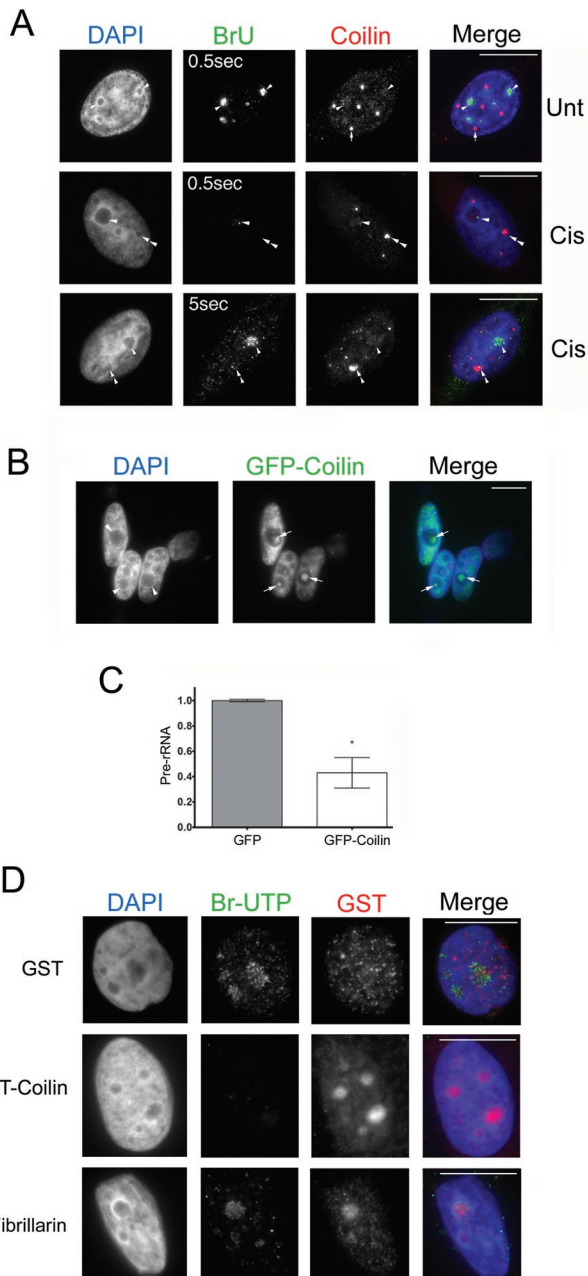 A
DAPI BrU Coilin Merge
0.5sec
Unt
0.5sec
Cis
5sec
Cis
B
DAPI GFP-Coilin Merge
C
Pre-rRNA
1.0
0.8
0.6
0.4
0.2
0.0
*
GFP GFP-Coilin
D
DAPI Br-UTP GST Merge
GST
T-Coilin
ibrillarin